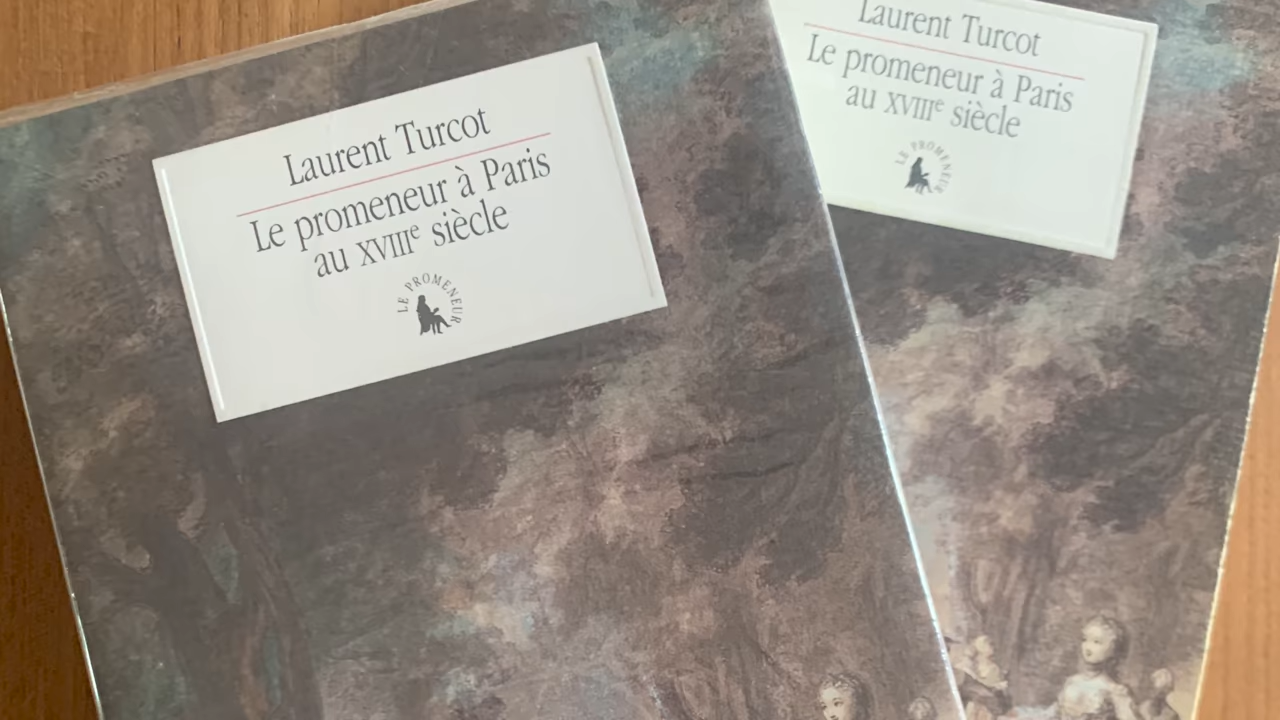 Laurent Turcot
Le promeneur à Paris
au XVIIIe siècle
LE PROMENEUR
Laurent Turcot
Le promeneur à Paris
au XVIIIe siècle
LE PROMENEUR